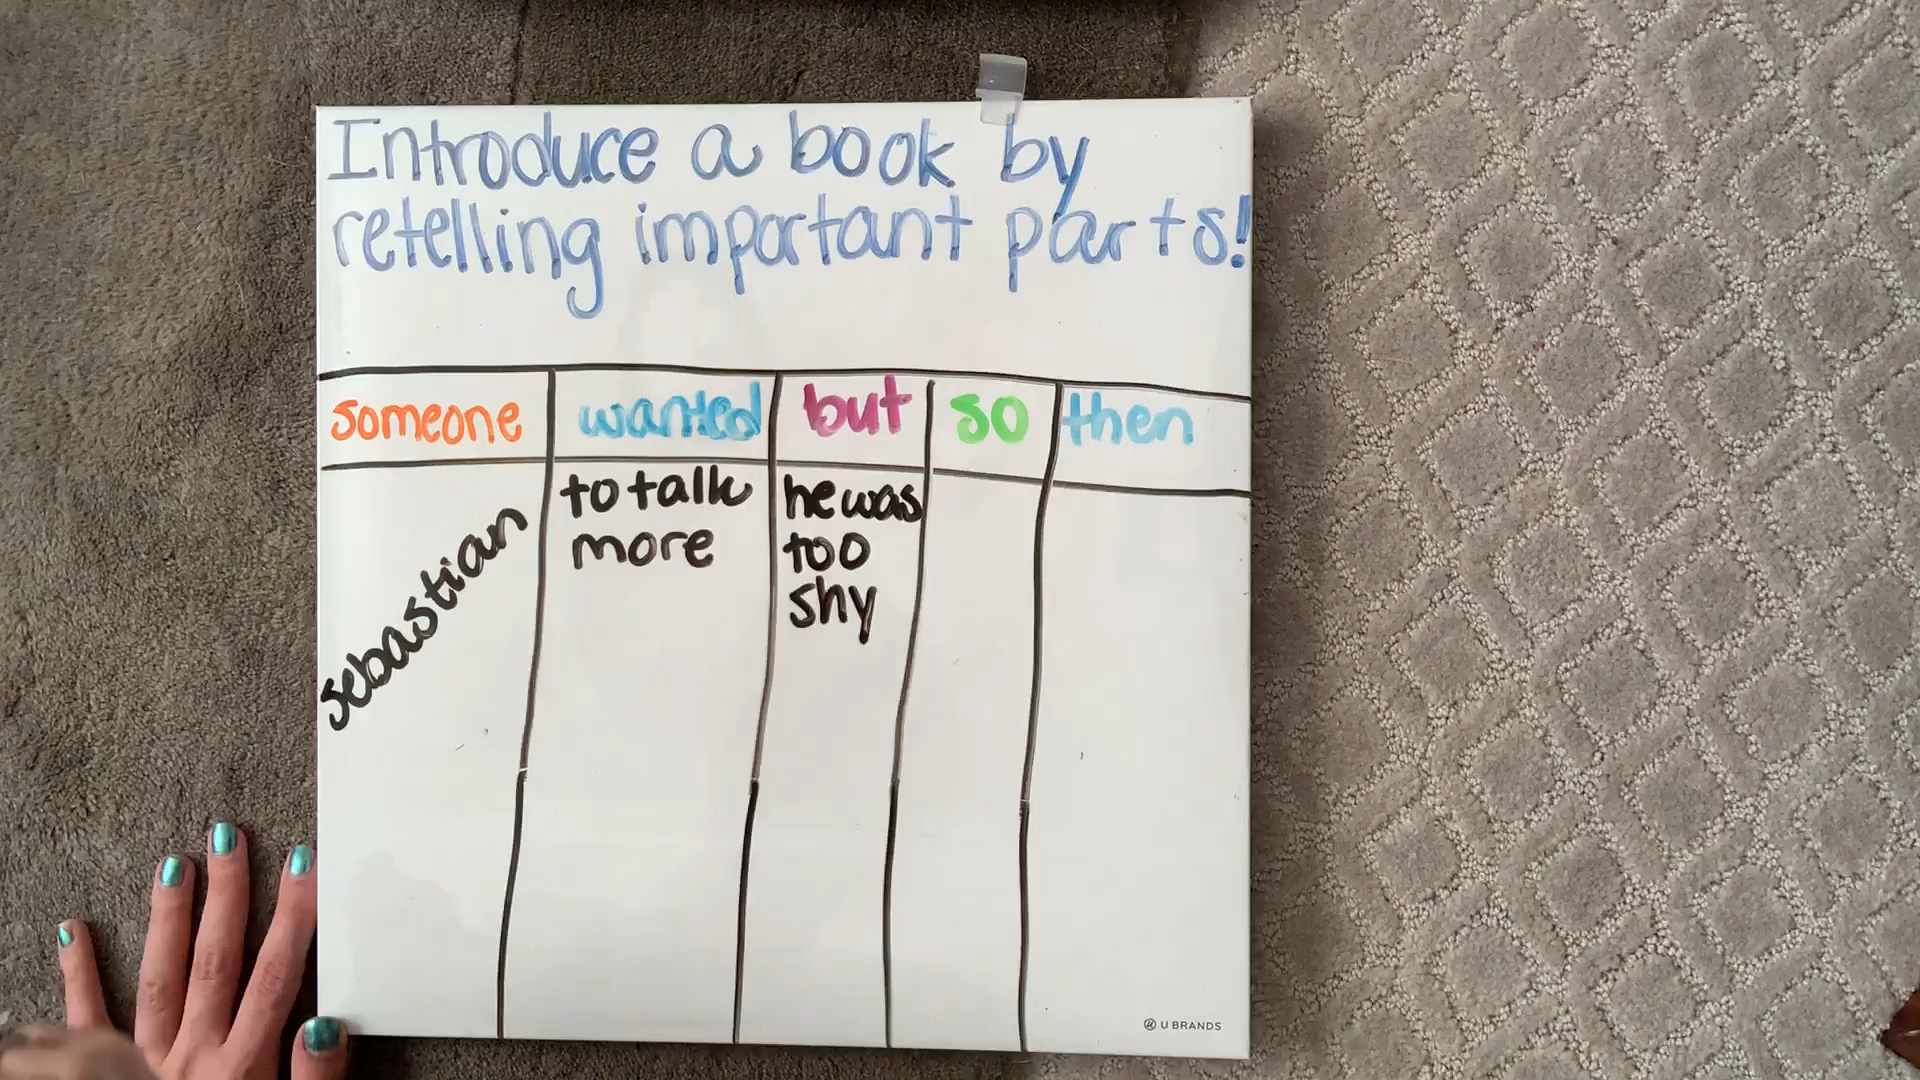 Introduce a book by
retelling important parts!
someone wanted but so then
sebastian
to talk
more
he was
too
shy
U BRANDS